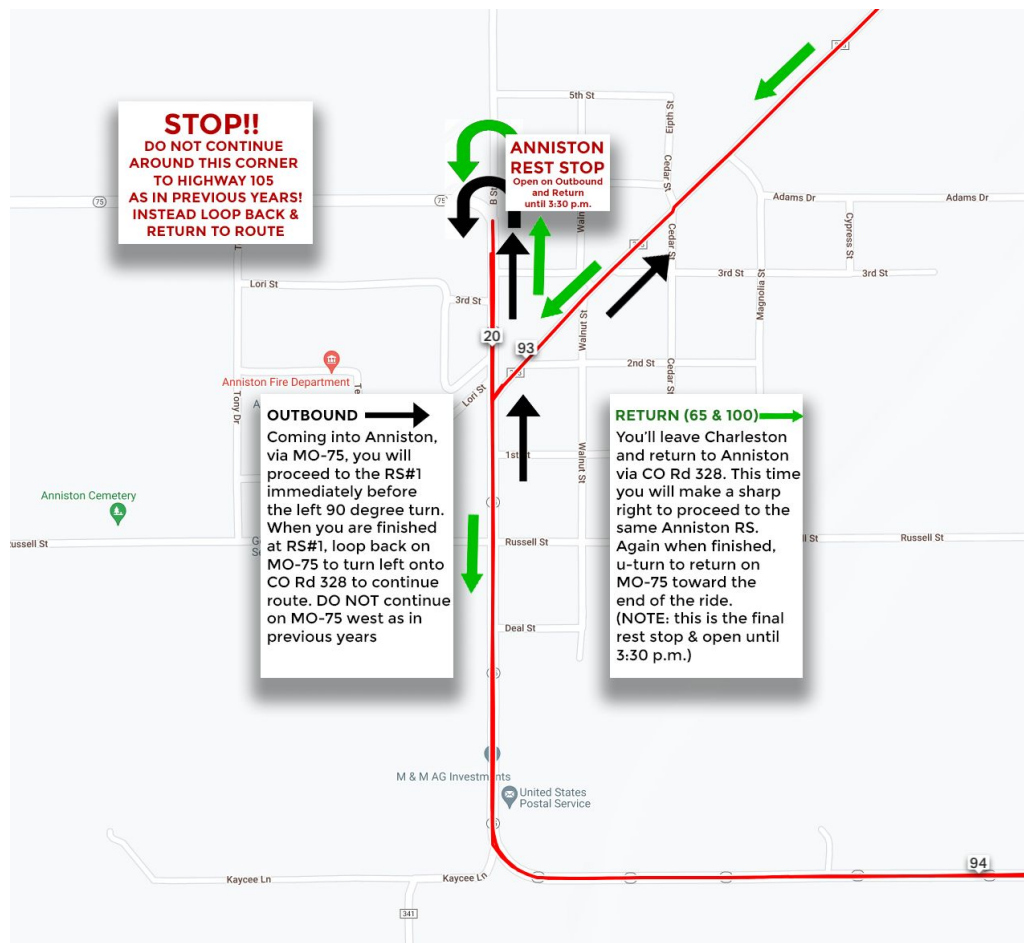 5th St
Eigth St
STOP!!
DO NOT CONTINUE
AROUND THIS CORNER
TO HIGHWAY 105
AS IN PREVIOUS YEARS!
INSTEAD LOOP BACK &
RETURN TO ROUTE
ANNISTON
REST STOP
Open on Outbound
and Return
until 3:30 p.m.
Cedar St
75
75
B St
Adams Dr
Adams Dr
Cypress St
Cedar St
3rd St
3rd St
Magnolia St
Lori St
3rd St
Walnut St
20
93
2nd St
Cedar St
Anniston Fire Department
Lori St
Tony Dr
OUTBOUND
Coming into Anniston,
via MO-75, you will
proceed to the RS#1
immediately before
the left 90 degree turn.
When you are finished
at RS#1, loop back on
MO-75 to turn left onto
CO Rd 328 to continue
route. DO NOT continue
on MO-75 west as in
previous years
RETURN (65 & 100)
You'll leave Charleston
and return to Anniston
via CO Rd 328. This time
you will make a sharp
right to proceed to the
same Anniston RS.
Again when finished,
u-turn to return on
MO-75 toward the
end of the ride.
(NOTE: this is the final
rest stop & open until
3:30 p.m.)
1st St
Walnut St
Anniston Cemetery
Russell St
Russell St
Deal St
M & M AG Investments
United States
Postal Service
94
Kaycee Ln
Kaycee Ln
341